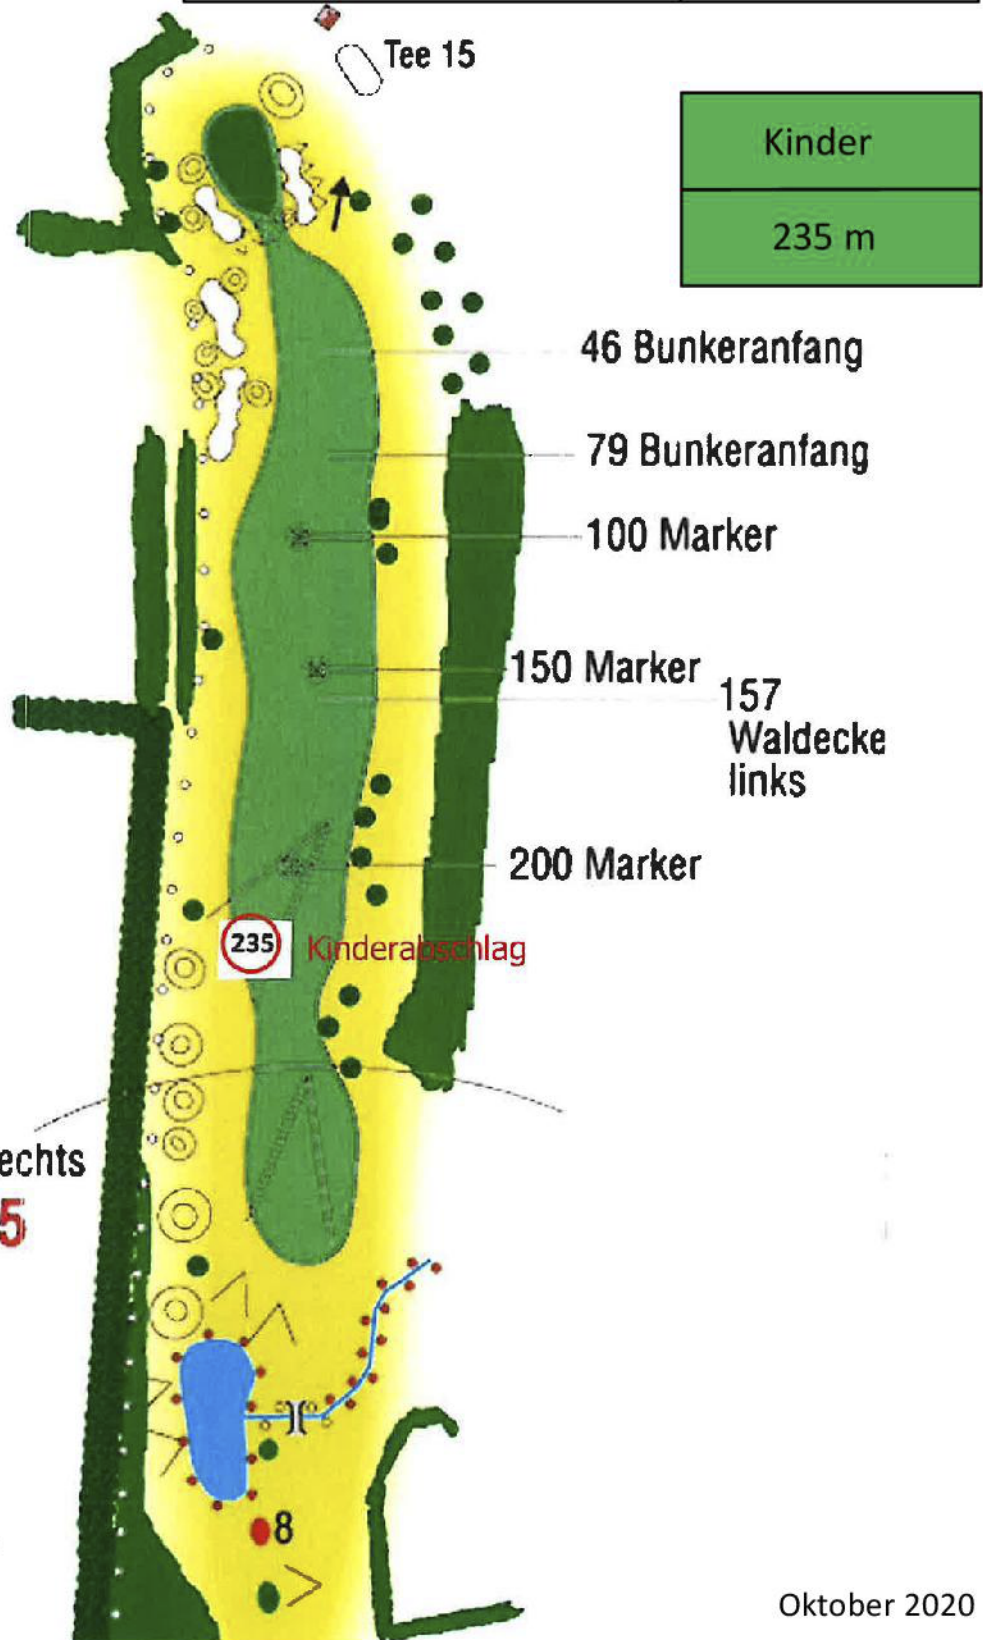 Tee 15
Kinder
235 m
46 Bunkeranfang
79 Bunkeranfang
100 Marker
150 Marker
157
Waldecke
links
200 Marker
235 Kinderabschlag
echts
5
8
Oktober 2020